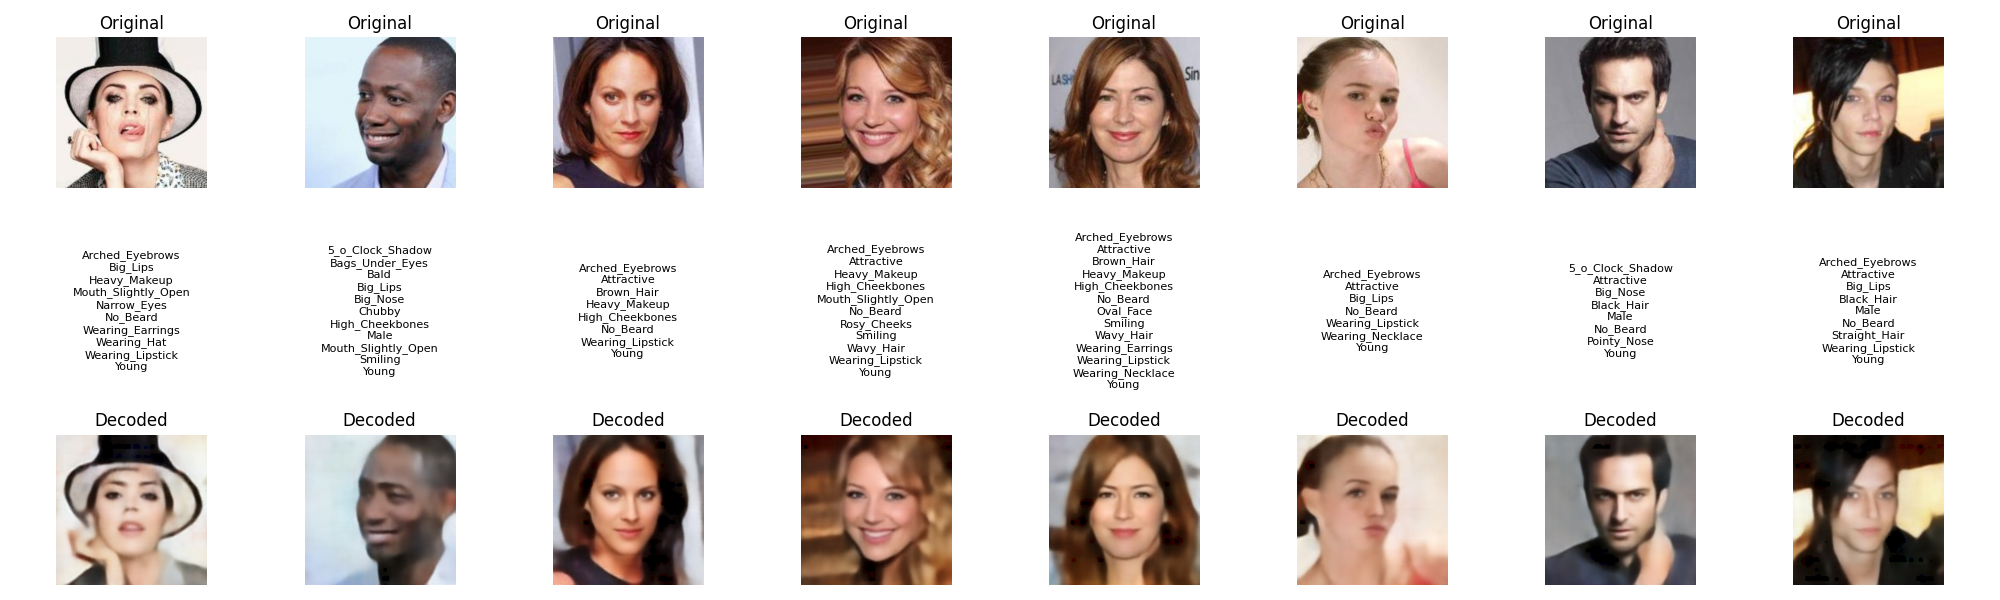 Original
Original
Original
Original
Original
Original
Original
Original
LASH
Sin
Arched_Eyebrows
Big_Lips
Heavy_Makeup
Mouth_Slightly_Open
Narrow_Eyes
No_Beard
Wearing_Earrings
Wearing_Hat
Wearing_Lipstick
Young
5_o_Clock_Shadow
Bags_Under_Eyes
Bald
Big_Lips
Big_Nose
Chubby
High_Cheekbones
Male
Mouth_Slightly_Open
Smiling
Young
Arched_Eyebrows
Attractive
Brown_Hair
Heavy_Makeup
High_Cheekbones
No_Beard
Wearing_Lipstick
Young
Arched_Eyebrows
Attractive
Heavy_Makeup
High_Cheekbones
Mouth_Slightly_Open
No_Beard
Rosy_Cheeks
Smiling
Wavy_Hair
Wearing_Lipstick
Young
Arched_Eyebrows
Attractive
Brown_Hair
Heavy_Makeup
High_Cheekbones
No_Beard
Oval_Face
Smiling
Wavy_Hair
Wearing_Earrings
Wearing_Lipstick
Wearing_Necklace
Young
Arched_Eyebrows
Attractive
Big_Lips
No_Beard
Wearing_Lipstick
Wearing_Necklace
Young
5_o_Clock_Shadow
Attractive
Big_Nose
Black_Hair
Male
No_Beard
Pointy_Nose
Young
Arched_Eyebrows
Attractive
Big_Lips
Black_Hair
Male
No_Beard
Straight_Hair
Wearing_Lipstick
Young
Decoded
Decoded
Decoded
Decoded
Decoded
Decoded
Decoded
Decoded